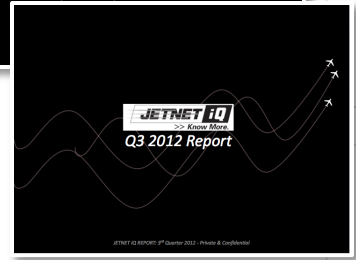 JETNET iQ
>> Know More.
Q3 2012 Report
JETNET iQ REPORT: 3rd Quarter 2012 - Private & Confidential